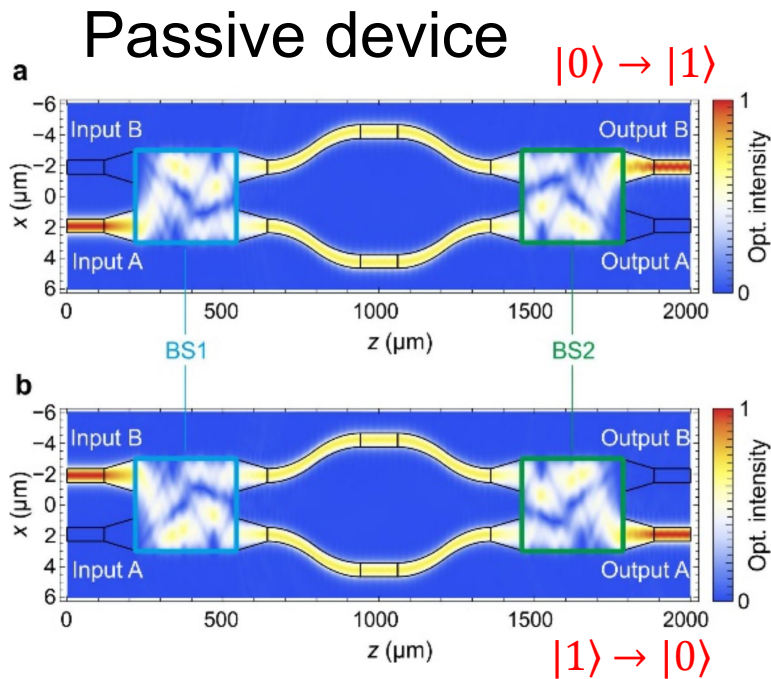 Passive device
|0⟩ → |1⟩
a
Input B
Output B
Input A
Output A
−6
−4
−2
0
2
4
6
x (μm)
0
500
1000
1500
2000
z (μm)
1
0
Opt. intensity
BS1
BS2
b
Input B
Output B
Input A
Output A
−6
−4
−2
0
2
4
6
x (μm)
0
500
1000
1500
2000
z (μm)
1
0
Opt. intensity
|1⟩ → |0⟩